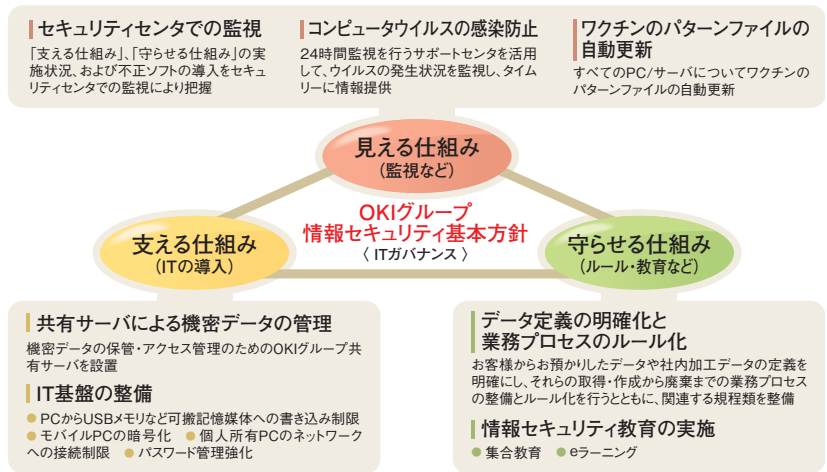 セキュリティセンタでの監視
「支える仕組み」、「守らせる仕組み」の実
施状況、および不正ソフトの導入をセキュ
リティセンタでの監視により把握
コンピュータウイルスの感染防止
24時間監視を行うサポートセンタを活用
して、ウイルスの発生状況を監視し、タイム
リーに情報提供
ワクチンのパターンファイルの
自動更新
すべてのPC/サーバについてワクチンの
パターンファイルの自動更新
見える仕組み
(監視など)
OKIグループ
情報セキュリティ基本方針
〈 ITガバナンス 〉
支える仕組み
(ITの導入)
守らせる仕組み
(ルール・教育など)
共有サーバによる機密データの管理
機密データの保管・アクセス管理のためのOKIグループ共
有サーバを設置
IT基盤の整備
● PCからUSBメモリなど可搬記憶媒体への書き込み制限
● モバイルPCの暗号化 ● 個人所有PCのネットワーク
への接続制限 ● パスワード管理強化
データ定義の明確化と
業務プロセスのルール化
お客様からお預かりしたデータや社内加工データの定義を
明確にし、それらの取得・作成から廃棄までの業務プロセス
の整備とルール化を行うとともに、関連する規程類を整備
情報セキュリティ教育の実施
● 集合教育 ● eラーニング